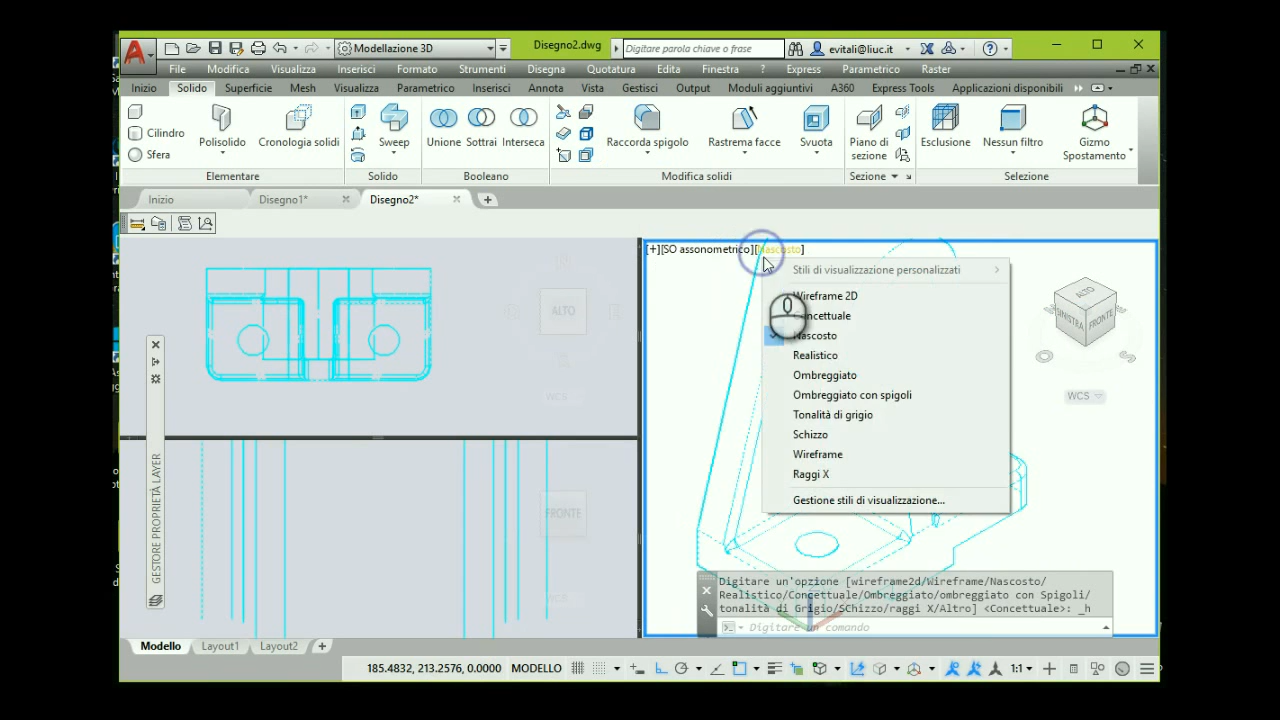 Modellazione 3D
Disegno2.dwg
Digitare parola chiave o frase
evitali@liuc.it
File Modifica Visualizza Inserisci Formato Strumenti Disegna Quotatura Edita Finestra ? Express Parametrico Raster
Inizio Solido Superficie Mesh Visualizza Parametrico Inserisci Annota Vista Gestisci Output Moduli aggiuntivi A360 Express Tools Applicazioni disponibili
Cilindro
Sfera
Polisolido
Cronologia solidi
Sweep
Unione Sottrai Interseca
Raccorda spigolo
Rastrema facce
Svuota
Piano di
sezione
Esclusione
Nessun filtro
Gizmo
Spostamento
Elementare Solido Booleano Modifica solidi Sezione Selezione
Inizio Disegno1* Disegno2*
[+][SO assonometrico][Nascosto]
Stili di visualizzazione personalizzati
Wireframe 2D
Concettuale
Nascosto
Realistico
Ombreggiato
Ombreggiato con spigoli
Tonalità di grigio
Schizzo
Wireframe
Raggi X
Gestione stili di visualizzazione...
ALTO
WCS
FRONTE
WCS
ALTO
SINISTRA
FRONTE
O
S
WCS
GESTORE PROPRIETÀ LAYER
Digitare un'opzione [wireframe2d/Wireframe/Nascosto/
Realistico/Concettuale/Ombreggiato/ombreggiato con Spigoli/
tonalità di Grigio/SChizzo/raggi X/Altro] <Concettuale>: _h
Digitare un comando
Modello Layout1 Layout2
185.4832, 213.2576, 0.0000 MODELLO 1:1